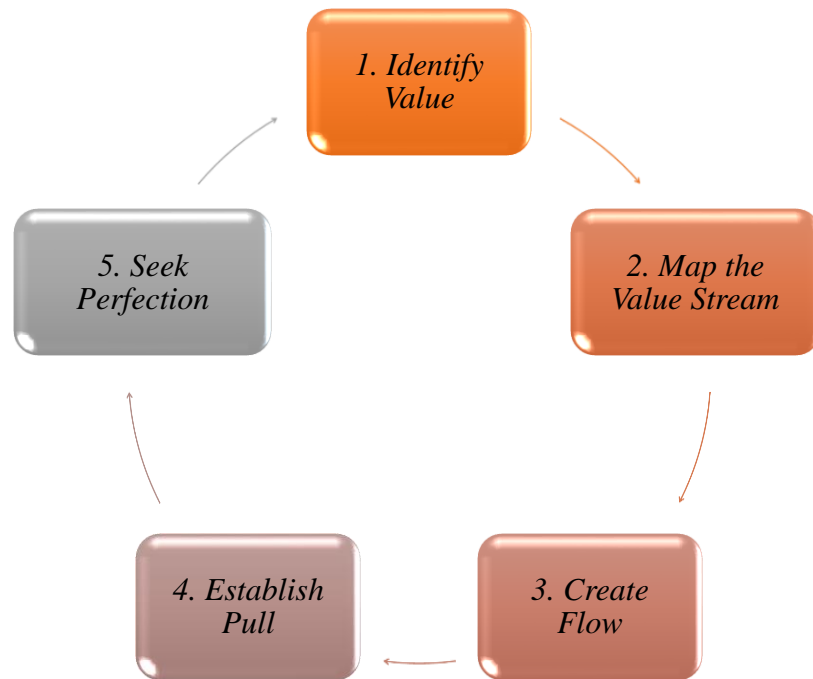 1. Identify
Value
2. Map the
Value Stream
3. Create
Flow
4. Establish
Pull
5. Seek
Perfection